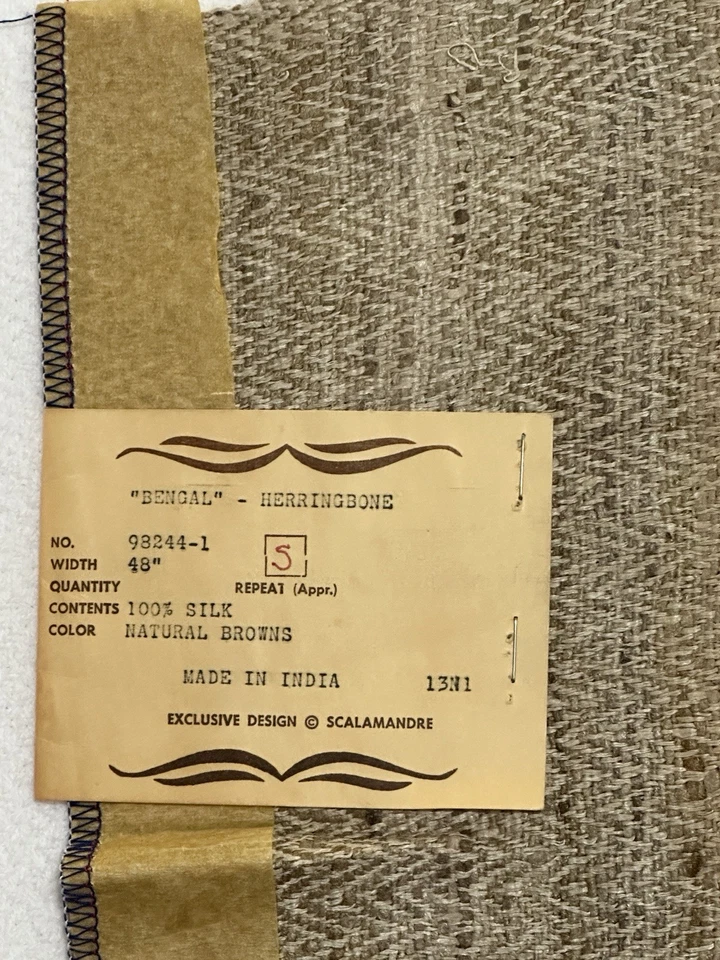 "BENGAL" - HERRINGBONE
NO. 98244-1
S
WIDTH 48"
QUANTITY REPEAT (Appr.)
CONTENTS 100% SILK
COLOR NATURAL BROWNS
MADE IN INDIA 13N1
EXCLUSIVE DESIGN © SCALAMANDRE